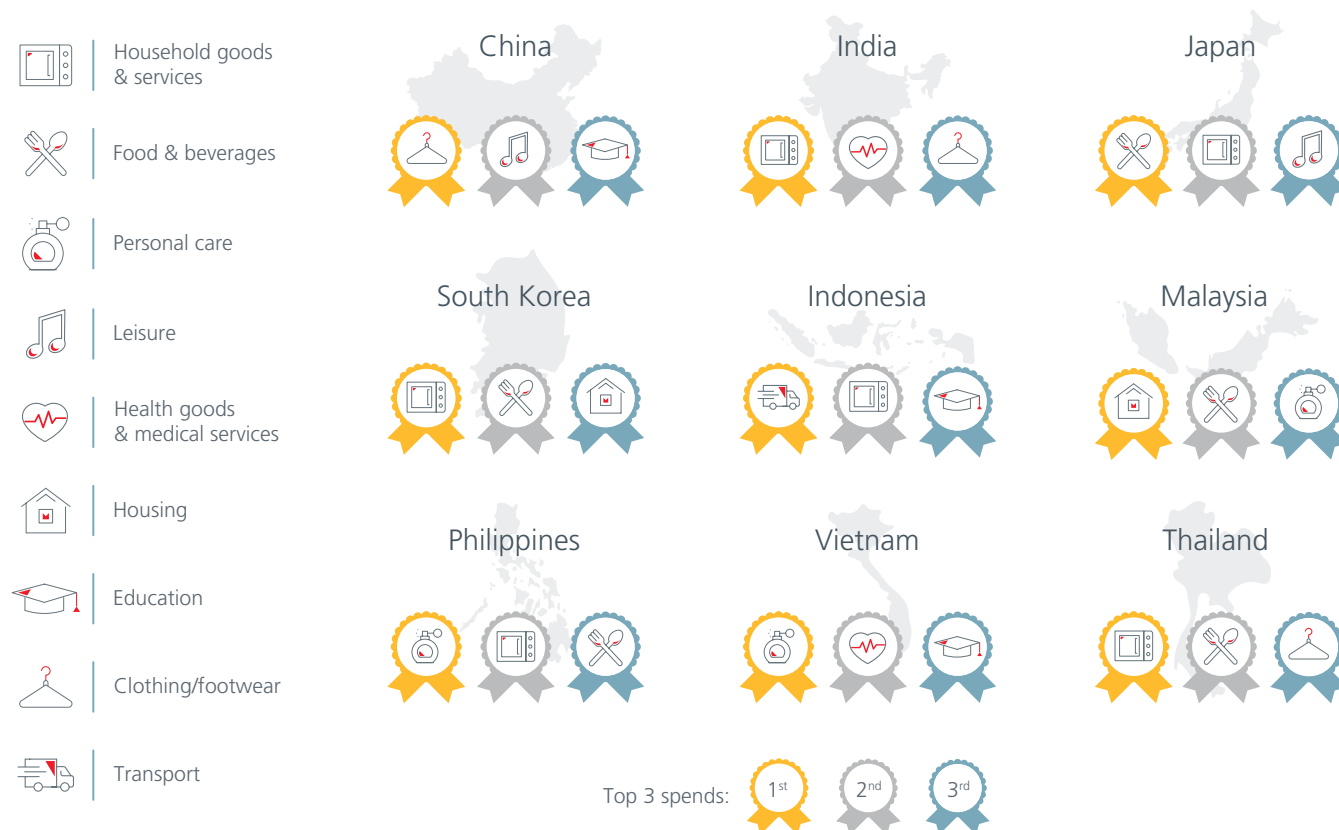 Household goods
& services
Food & beverages
Personal care
Leisure
Health goods
& medical services
Housing
Education
Clothing/footwear
Transport
China
India
Japan
South Korea
Indonesia
Malaysia
Philippines
Vietnam
Thailand
Top 3 spends: 1st 2nd 3rd